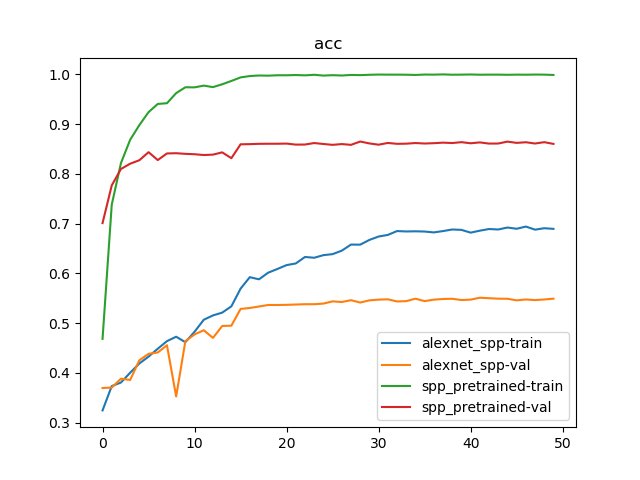 acc
1.0
0.9
0.8
0.7
0.6
0.5
0.4
0.3
0 10 20 30 40 50
alexnet_spp-train
alexnet_spp-val
spp_pretrained-train
spp_pretrained-val